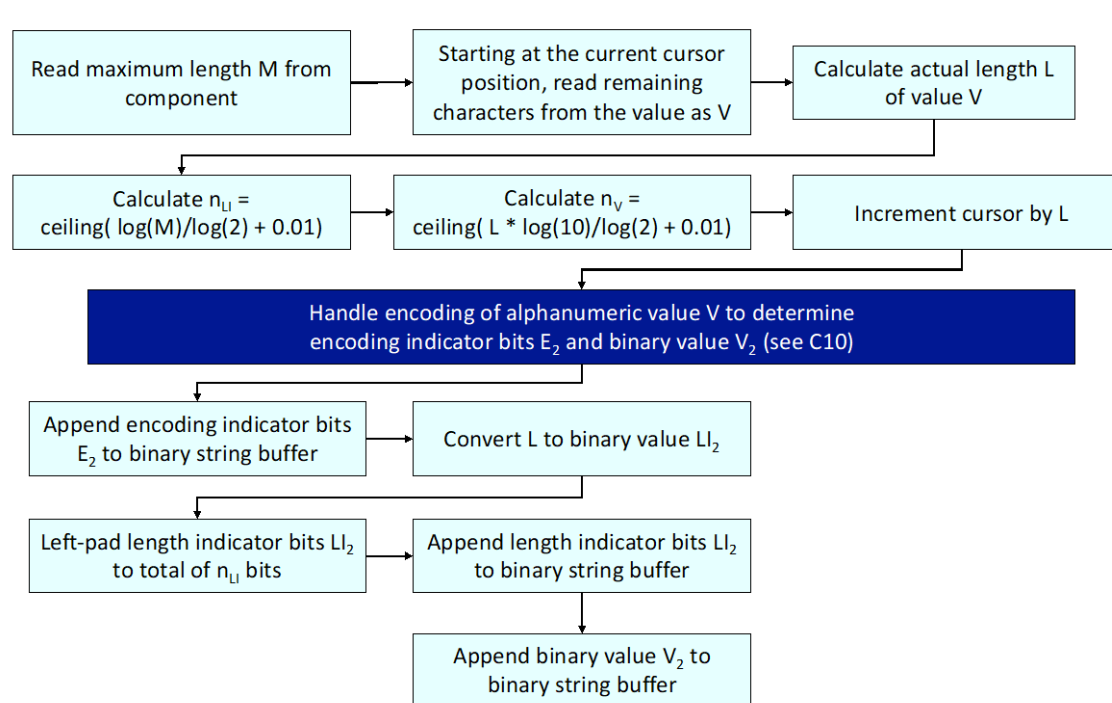 Read maximum length M from
component
Starting at the current cursor
position, read remaining
characters from the value as V
Calculate actual length L
of value V
Calculate n_LI =
ceiling( log(M)/log(2) + 0.01)
Calculate n_V =
ceiling( L * log(10)/log(2) + 0.01)
Increment cursor by L
Handle encoding of alphanumeric value V to determine
encoding indicator bits E₂ and binary value V₂ (see C10)
Append encoding indicator bits
E₂ to binary string buffer
Convert L to binary value LI₂
Left-pad length indicator bits LI₂
to total of n_LI bits
Append length indicator bits LI₂
to binary string buffer
Append binary value V₂ to
binary string buffer